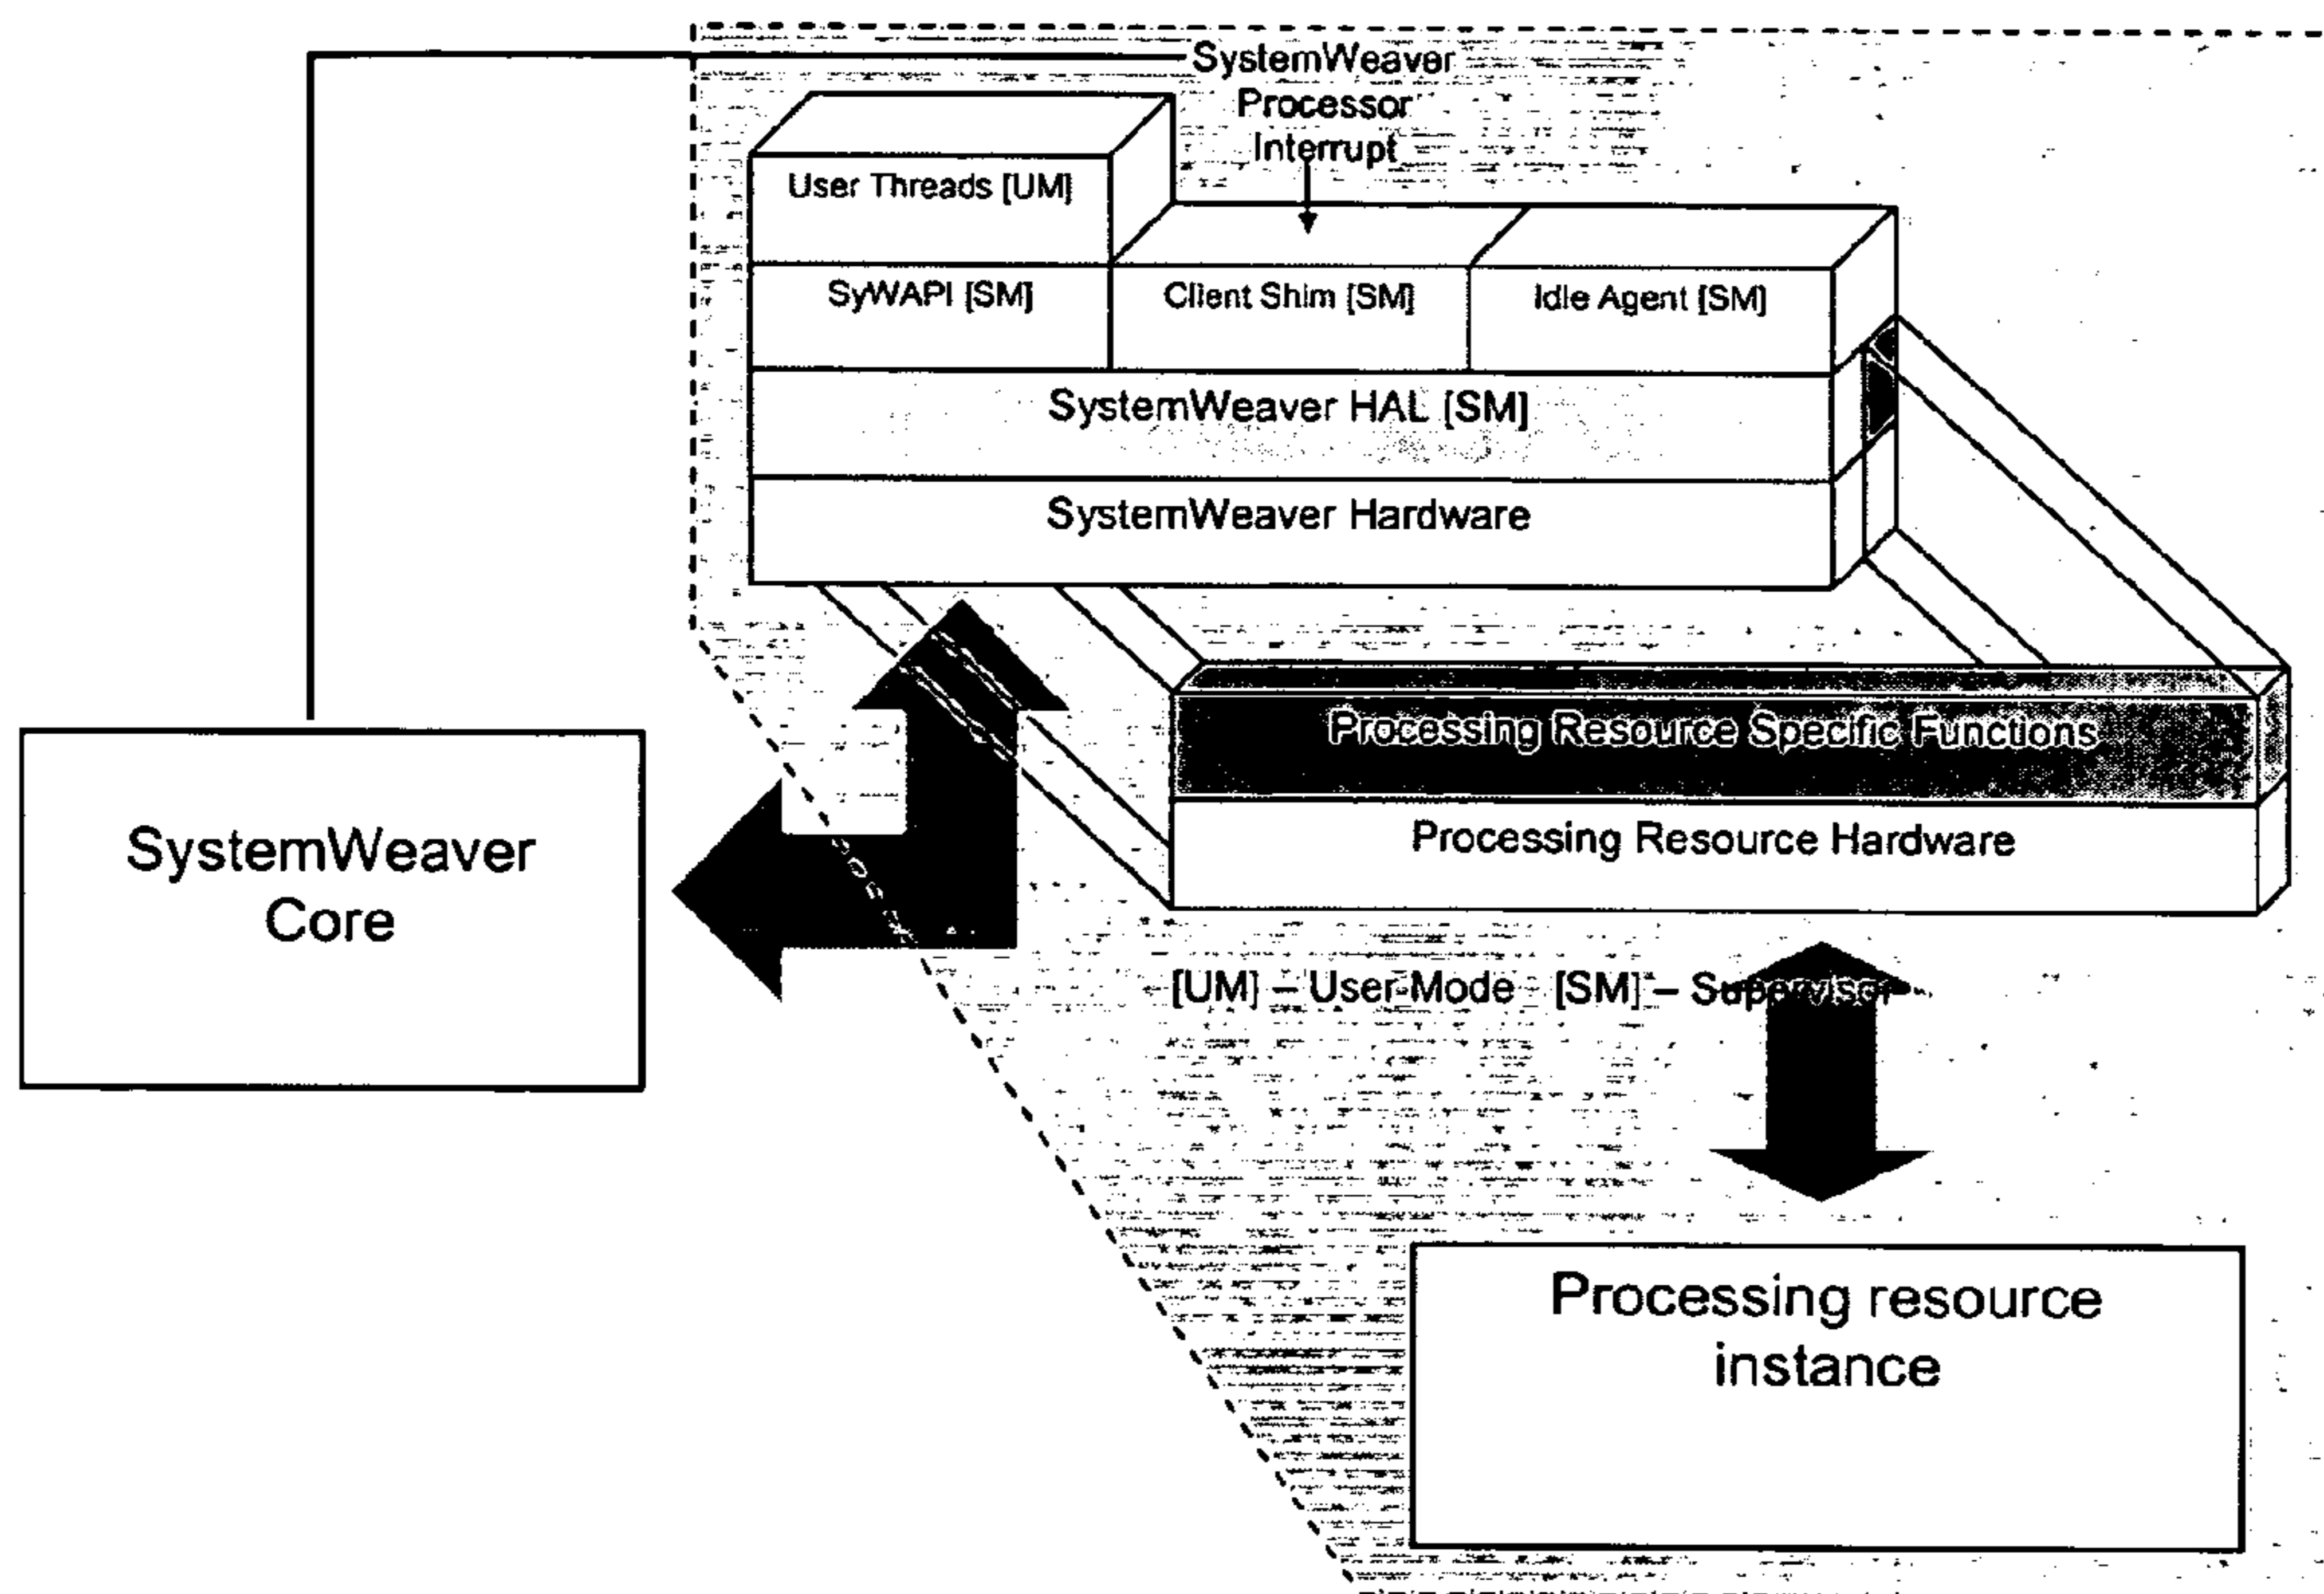 SystemWeaver
Processor
Interrupt
User Threads [UM]
SyWAPI [SM]
Client Shim [SM]
Idle Agent [SM]
SystemWeaver HAL [SM]
SystemWeaver Hardware
Processing Resource Specific Functions
Processing Resource Hardware
SystemWeaver
Core
[UM] – User Mode [SM] – Supervisor
Processing resource
instance